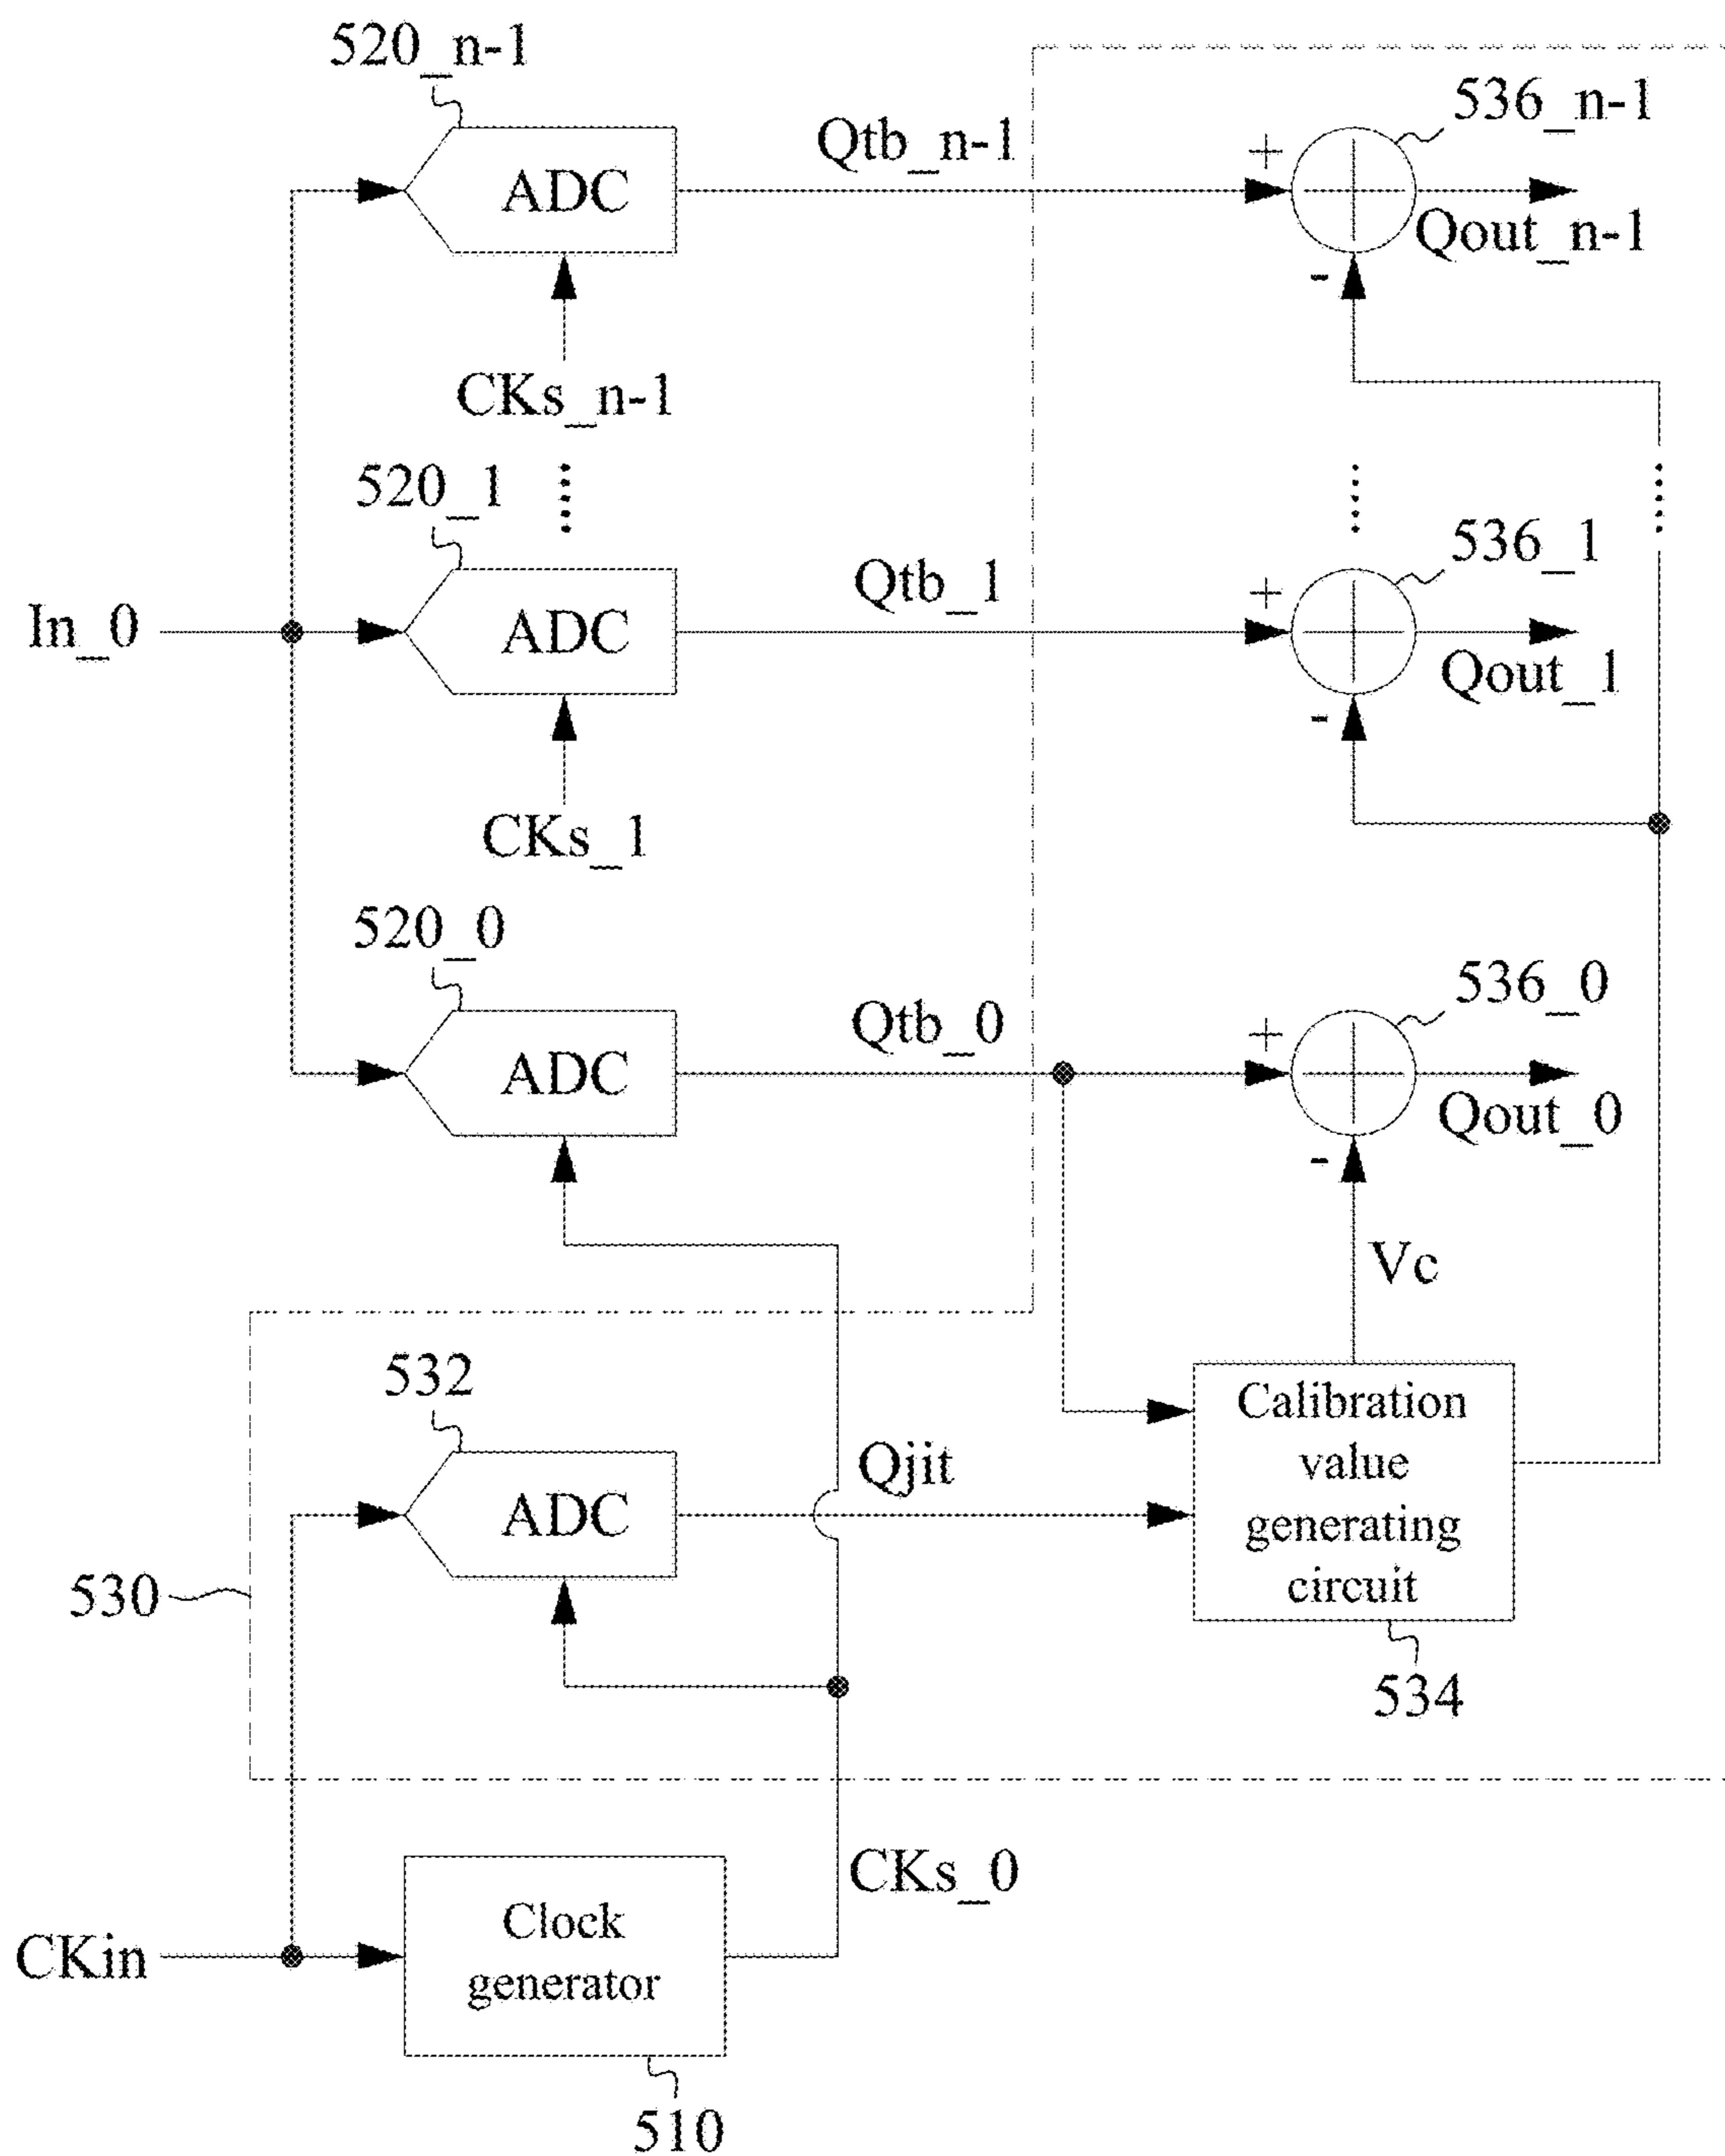 520_n-1
536_n-1
Qtb_n-1
+
ADC
Qout_n-1
-
CKs_n-1
520_1
536_1
Qtb_1
+
In_0
ADC
Qout_1
-
CKs_1
520_0
536_0
Qtb_0
+
ADC
Qout_0
-
Vc
532
Calibration
value
generating
circuit
Qjit
ADC
530
534
CKs_0
Clock
generator
CKin
510